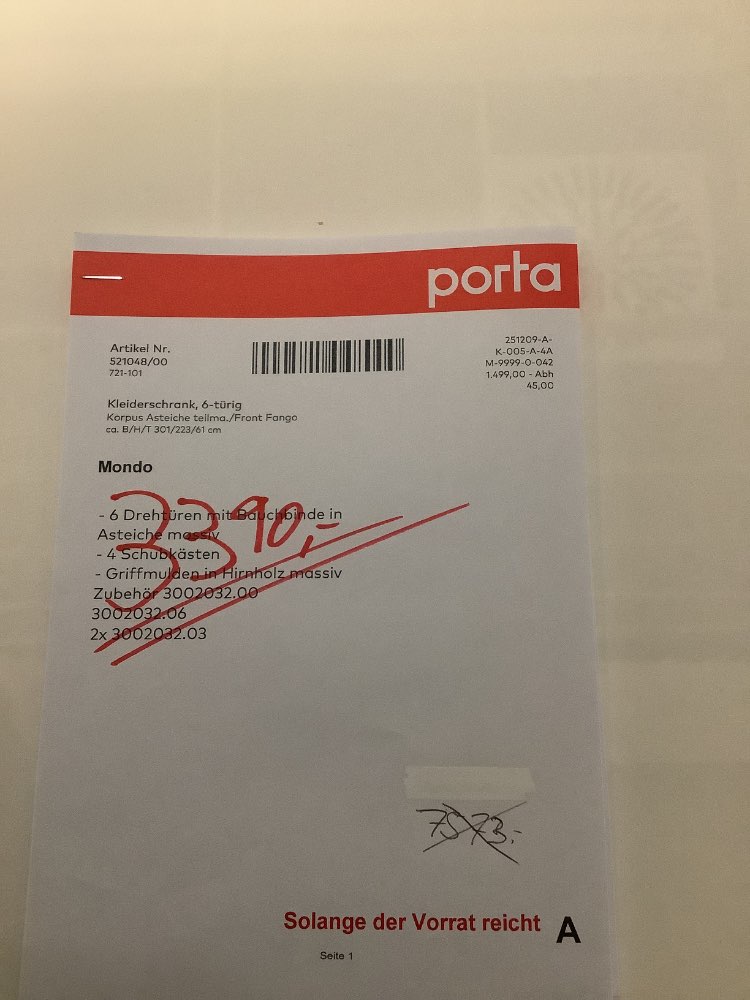 porta
Artikel Nr.
521048/00
721-101
251209-A-
K-005-A-4A
M-9999-0-042
1.499,00 - Abh
45,00
Kleiderschrank, 6-türig
Korpus Asteiche teilma./Front Fango
ca. B/H/T 301/223/61 cm
Mondo
3390,-
- 6 Drehtüren mit Bauchbinde in
Asteiche massiv
- 4 Schubkästen
- Griffmulden in Hirnholz massiv
Zubehör 3002032.00
3002032.06
2x 3002032.03
7573.-
Solange der Vorrat reicht A
Seite 1